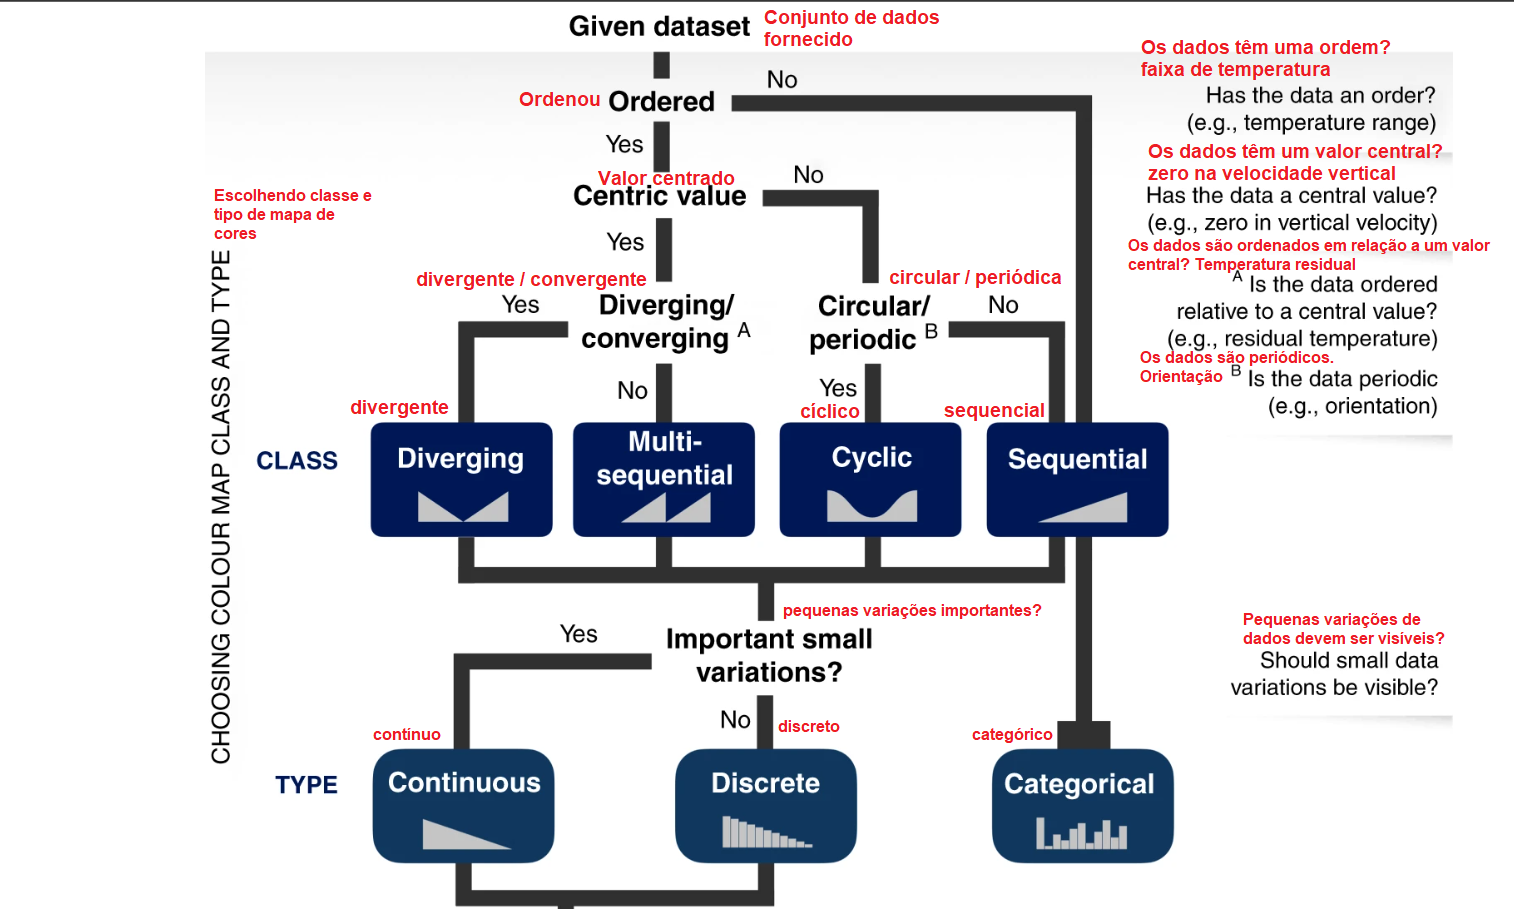 Given dataset
Conjunto de dados
fornecido
Os dados têm uma ordem?
faixa de temperatura
No
Ordenou
Ordered
Has the data an order?
(e.g., temperature range)
Yes
Os dados têm um valor central?
zero na velocidade vertical
Valor centrado
No
Centric value
Has the data a central value?
(e.g., zero in vertical velocity)
Escolhendo classe e
tipo de mapa de
cores
Yes
Os dados são ordenados em relação a um valor
central? Temperatura residual
divergente / convergente
circular / periódica
A Is the data ordered
relative to a central value?
(e.g., residual temperature)
Yes
Diverging/
converging A
Circular/
periodic B
No
Os dados são periódicos.
Orientação
B Is the data periodic
(e.g., orientation)
No
Yes
divergente
cíclico
sequencial
CHOOSING COLOUR MAP CLASS AND TYPE
CLASS
Diverging
Multi-
sequential
Cyclic
Sequential
pequenas variações importantes?
Yes
Important small
variations?
Pequenas variações de
dados devem ser visíveis?
Should small data
variations be visible?
No
continuo
discreto
categórico
TYPE
Continuous
Discrete
Categorical